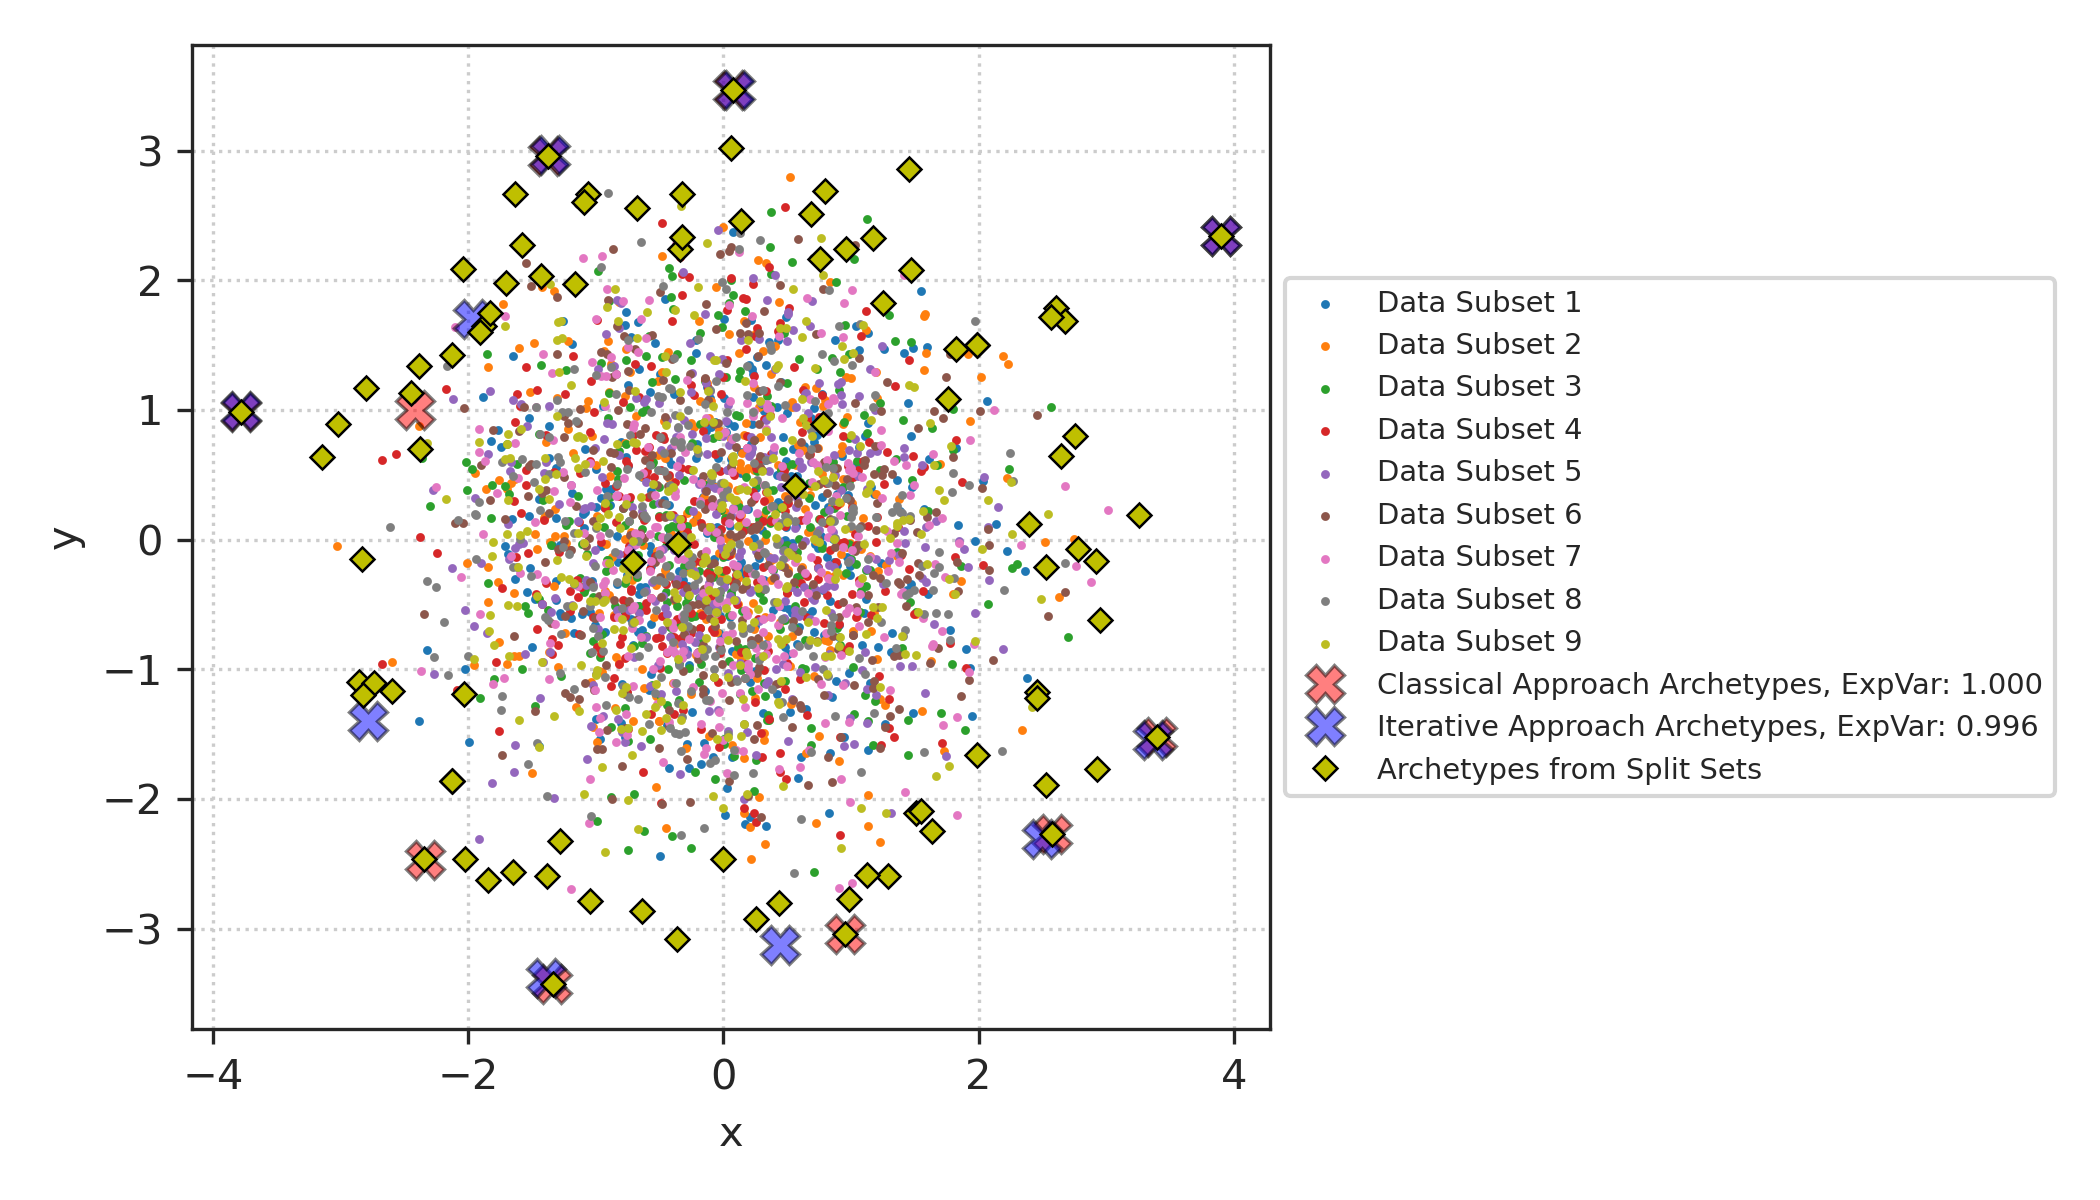 3
2
1
0
−1
−2
−3
y
−4
−2
0
2
4
x
Data Subset 1
Data Subset 2
Data Subset 3
Data Subset 4
Data Subset 5
Data Subset 6
Data Subset 7
Data Subset 8
Data Subset 9
Classical Approach Archetypes, ExpVar: 1.000
Iterative Approach Archetypes, ExpVar: 0.996
Archetypes from Split Sets